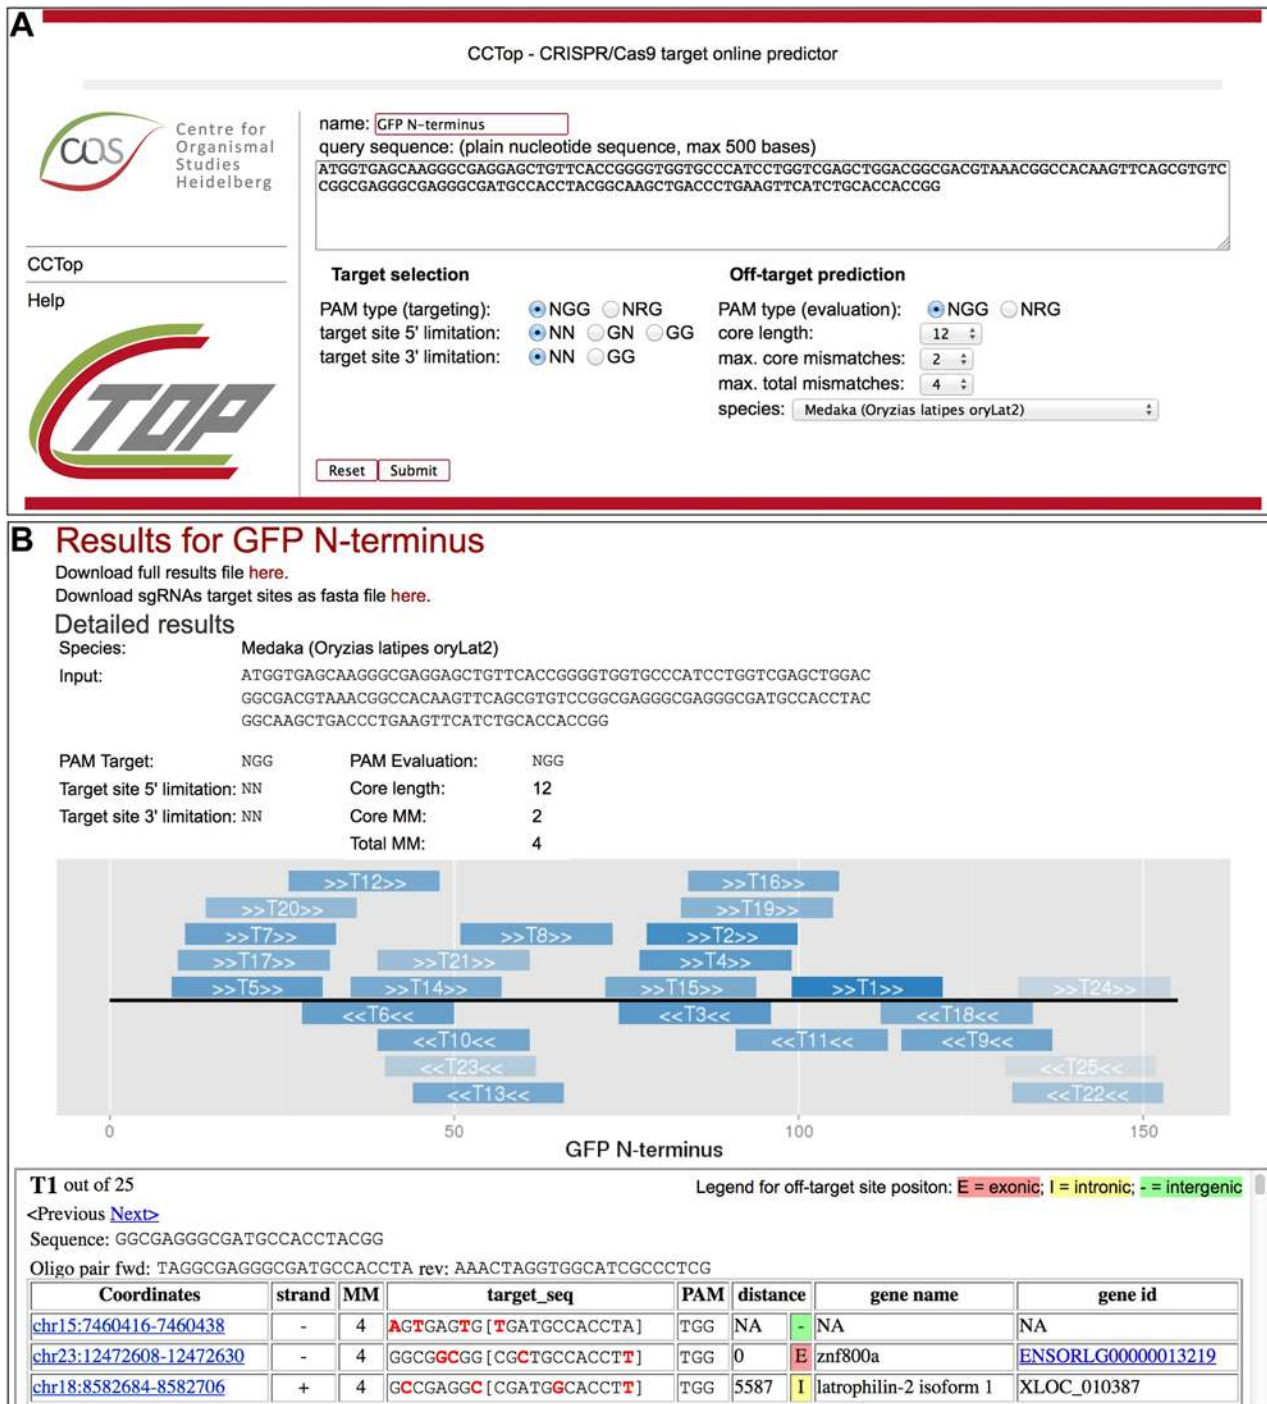 A
CCTop - CRISPR/Cas9 target online predictor
COS
Centre for
Organismal
Studies
Heidelberg
CCTop
Help
CTOP
name: GFP N-terminus
query sequence: (plain nucleotide sequence, max 500 bases)
ATGGTGAGCAAGGGCGAGGAGCTGTTCACCGGGGTGGTGCCCATCCTGGTCGAGCTGGACGGCGACGTAAACGGCCACAAGTTCAGCGTGTC
CGGCGAGGGCGAGGGCGATGCCACCTACGGCAAGCTGACCCTGAAGTTCATCTGCACCACCGG
Target selection
PAM type (targeting): NGG NRG
target site 5' limitation: NN GN GG
target site 3' limitation: NN GG
Off-target prediction
PAM type (evaluation): NGG NRG
core length: 12
max. core mismatches: 2
max. total mismatches: 4
species: Medaka (Oryzias latipes oryLat2)
Reset Submit
B
Results for GFP N-terminus
Download full results file here.
Download sgRNAs target sites as fasta file here.
Detailed results
Species: Medaka (Oryzias latipes oryLat2)
Input: ATGGTGAGCAAGGGCGAGGAGCTGTTCACCGGGGTGGTGCCCATCCTGGTCGAGCTGGAC
GGCGACGTAAACGGCCACAAGTTCAGCGTGTCCGGCGAGGGCGAGGGCGATGCCACCTAC
GGCAAGCTGACCCTGAAGTTCATCTGCACCACCGG
PAM Target: NGG PAM Evaluation: NGG
Target site 5' limitation: NN Core length: 12
Target site 3' limitation: NN Core MM: 2
Total MM: 4
>>T12>> >>T16>>
>>T20>> >>T19>>
>>T7>> >>T8>> >>T2>>
>>T17>> >>T21>> >>T4>>
>>T5>> >>T14>> >>T15>> >>T1>> >>T24>>
<<T6<< <<T3<< <<T18<<
<<T10<< <<T11<< <<T9<<
<<T23<< <<T25<<
<<T13<< <<T22<<
0 50 100 150
GFP N-terminus
T1 out of 25
Legend for off-target site positon: E = exonic; I = intronic; - = intergenic
<Previous Next>
Sequence: GGCGAGGGCGATGCCACCTACGG
Oligo pair fwd: TAGGCGAGGGCGATGCCACCTA rev: AAACTAGGTGGCATCGCCCTCG
Coordinates strand MM target_seq PAM distance gene name gene id
chr15:7460416-7460438 - 4 AGTGAGTG[TGATGCCACCTA] TGG NA - NA NA
chr23:12472608-12472630 - 4 GGCGGCGG[CGCTGCCACCTT] TGG 0 E znf800a ENSORLG00000013219
chr18:8582684-8582706 + 4 GCCGAGGC[CGATGGCACCTT] TGG 5587 I latrophilin-2 isoform 1 XLOC_010387